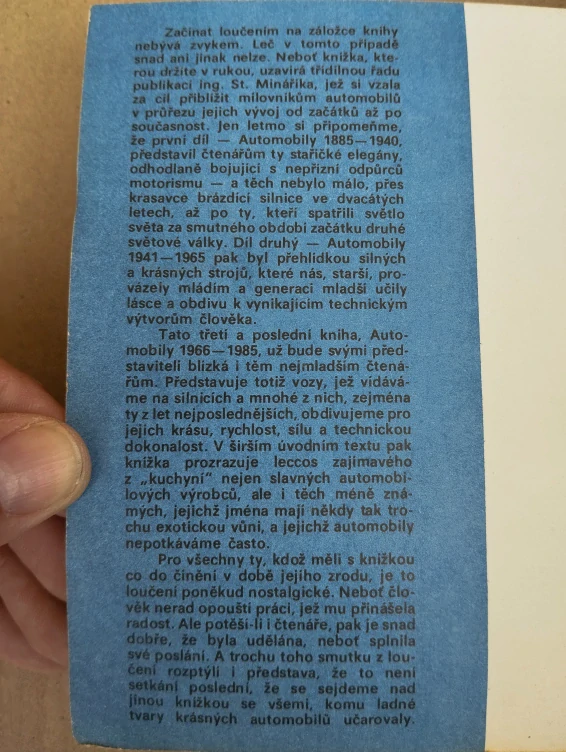 Začínat loučením na záložce knihy
nebývá zvykem. Leč v tomto případě
snad ani jinak nelze. Neboť knížka, kte-
rou držíte v rukou, uzavírá třídílnou řadu
publikací ing. St. Minářika, jež si vzala
za cíl přiblížit milovníkům automobilů
v průřezu jejich vývoj od začátků až po
současnost. Jen letmo si připomeňme,
že první díl — Automobily 1885—1940,
představil čtenářům ty stařičké elegány,
odhodlaně bojující s nepřízní odpůrců
motorismu — a těch nebylo málo, přes
krasavce brázdící silnice ve dvacátých
letech, až po ty, kteří spatřili světlo
světa za smutného období začátku druhé
světové války. Díl druhý — Automobily
1941—1965 pak byl přehlídkou silných
a krásných strojů, které nás, starší, pro-
vázely mládím a generaci mladší učily
lásce a obdivu k vynikajícím technickým
výtvorům člověka.
Tato třetí a poslední kniha, Auto-
mobily 1966—1985, už bude svými před-
staviteli blízká i těm nejmladším čtená-
řům. Představuje totiž vozy, jež vídává-
me na silnicích a mnohé z nich, zejména
ty z let nejposlednějších, obdivujeme pro
jejich krásu, rychlost, sílu a technickou
dokonalost. V širším úvodním textu pak
knížka prozrazuje leccos zajímavého
z „kuchyní" nejen slavných automobi-
lových výrobců, ale i těch méně zná-
mých, jejichž jména mají někdy tak tro-
chu exotickou vůni, a jejichž automobily
nepotkáváme často.
Pro všechny ty, kdož měli s knížkou
co do činění v době jejího zrodu, je to
loučení poněkud nostalgické. Neboť člo-
věk nerad opouští práci, jež mu přinášela
radost. Ale potěší-li i čtenáře, pak je snad
dobře, že byla udělána, neboť splnila
své poslání. A trochu toho smutku z lou-
čení rozptýlí i představa, že to není
setkání poslední, že se sejdeme nad
jinou knížkou se všemi, komu ladné
tvary krásných automobilů učarovaly.